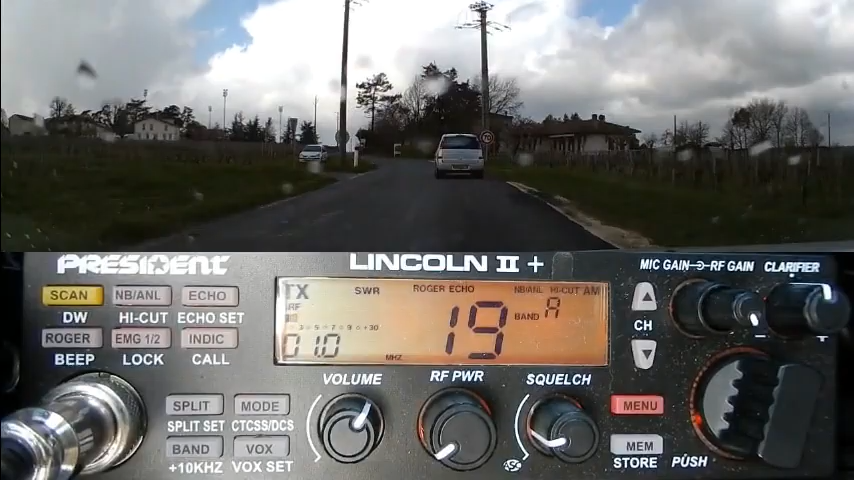 PRESIDENT
LINCOLN II +
MIC GAIN RF GAIN CLARIFIER
SCAN NB/ANL ECHO
DW HI-CUT ECHO SET
ROGER EMG 1/2 INDIC
BEEP LOCK CALL
TX SWR ROGER ECHO NB/ANL HI-CUT AM
RF
19 BAND A
01.0 MHZ
CH
VOLUME RF PWR SQUELCH
SPLIT MODE
SPLIT SET CTCSS/DCS
BAND VOX
+10KHZ VOX SET
ASC
MENU
MEM
STORE PUSH